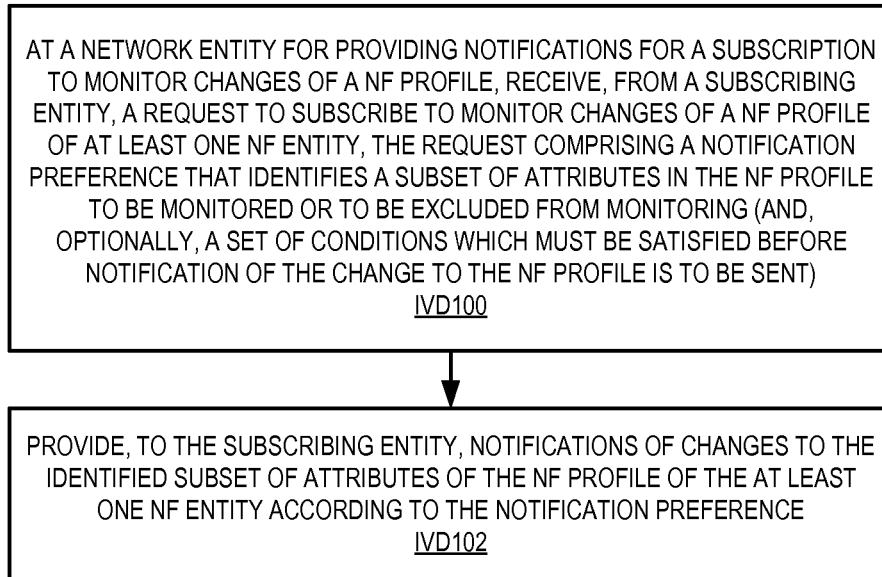 AT A NETWORK ENTITY FOR PROVIDING NOTIFICATIONS FOR A SUBSCRIPTION
TO MONITOR CHANGES OF A NF PROFILE, RECEIVE, FROM A SUBSCRIBING
ENTITY, A REQUEST TO SUBSCRIBE TO MONITOR CHANGES OF A NF PROFILE
OF AT LEAST ONE NF ENTITY, THE REQUEST COMPRISING A NOTIFICATION
PREFERENCE THAT IDENTIFIES A SUBSET OF ATTRIBUTES IN THE NF PROFILE
TO BE MONITORED OR TO BE EXCLUDED FROM MONITORING (AND,
OPTIONALLY, A SET OF CONDITIONS WHICH MUST BE SATISFIED BEFORE
NOTIFICATION OF THE CHANGE TO THE NF PROFILE IS TO BE SENT)
IVD100
PROVIDE, TO THE SUBSCRIBING ENTITY, NOTIFICATIONS OF CHANGES TO THE
IDENTIFIED SUBSET OF ATTRIBUTES OF THE NF PROFILE OF THE AT LEAST
ONE NF ENTITY ACCORDING TO THE NOTIFICATION PREFERENCE
IVD102